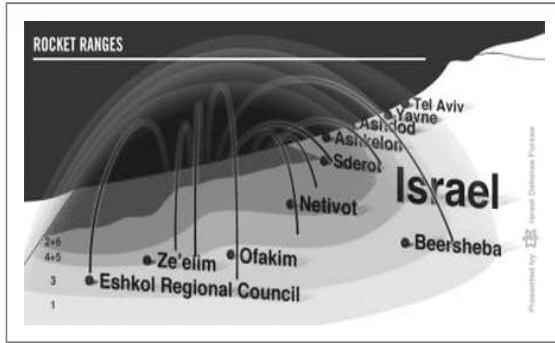 ROCKET RANGES
Tel Aviv
Yavne
Ashdod
Ashkelon
Sderot
Israel
Netivot
Beersheba
2+6
4+5
Ze'elim
Ofakim
3
Eshkol Regional Council
1
Presented by Israel Defense Forces